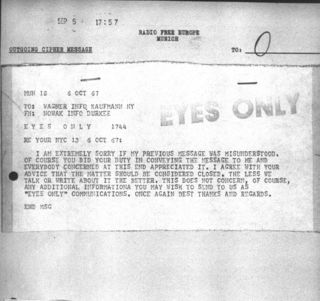 SEP 5 17:57
RADIO FREE EUROPE
MUNICH
OUTGOING CIPHER MESSAGE
TO: O
MUN 18 6 OCT 67
TO: WAGNER INFO KAUFMANN NY
FM: NOWAK INFO DURKEE
EYES ONLY
E Y E S O N L Y 1744
RE YOUR NYC 13 6 OCT 67:
I AM EXTREMELY SORRY IF MY PREVIOUS MESSAGE WAS MISUNDERSTOOD.
OF COURSE YOU DID YOUR DUTY IN CONVEYING THE MESSAGE TO ME AND
EVERYBODY CONCERNED AT THIS END APPRECIATED IT. I AGREE WITH YOUR
ADVICE THAT THE MATTER SHOULD BE CONSIDERED CLOSED. THE LESS WE
TALK OR WRITE ABOUT IT THE BETTER. THIS DOES NOT CONCERN, OF COURSE,
ANY ADDITIONAL INFORMATIONA YOU MAY WISH TO SEND TO US AS
"EYES ONLY" COMMUNICATIONS. ONCE AGAIN BEST THANKS AND REGARDS.
END MSG